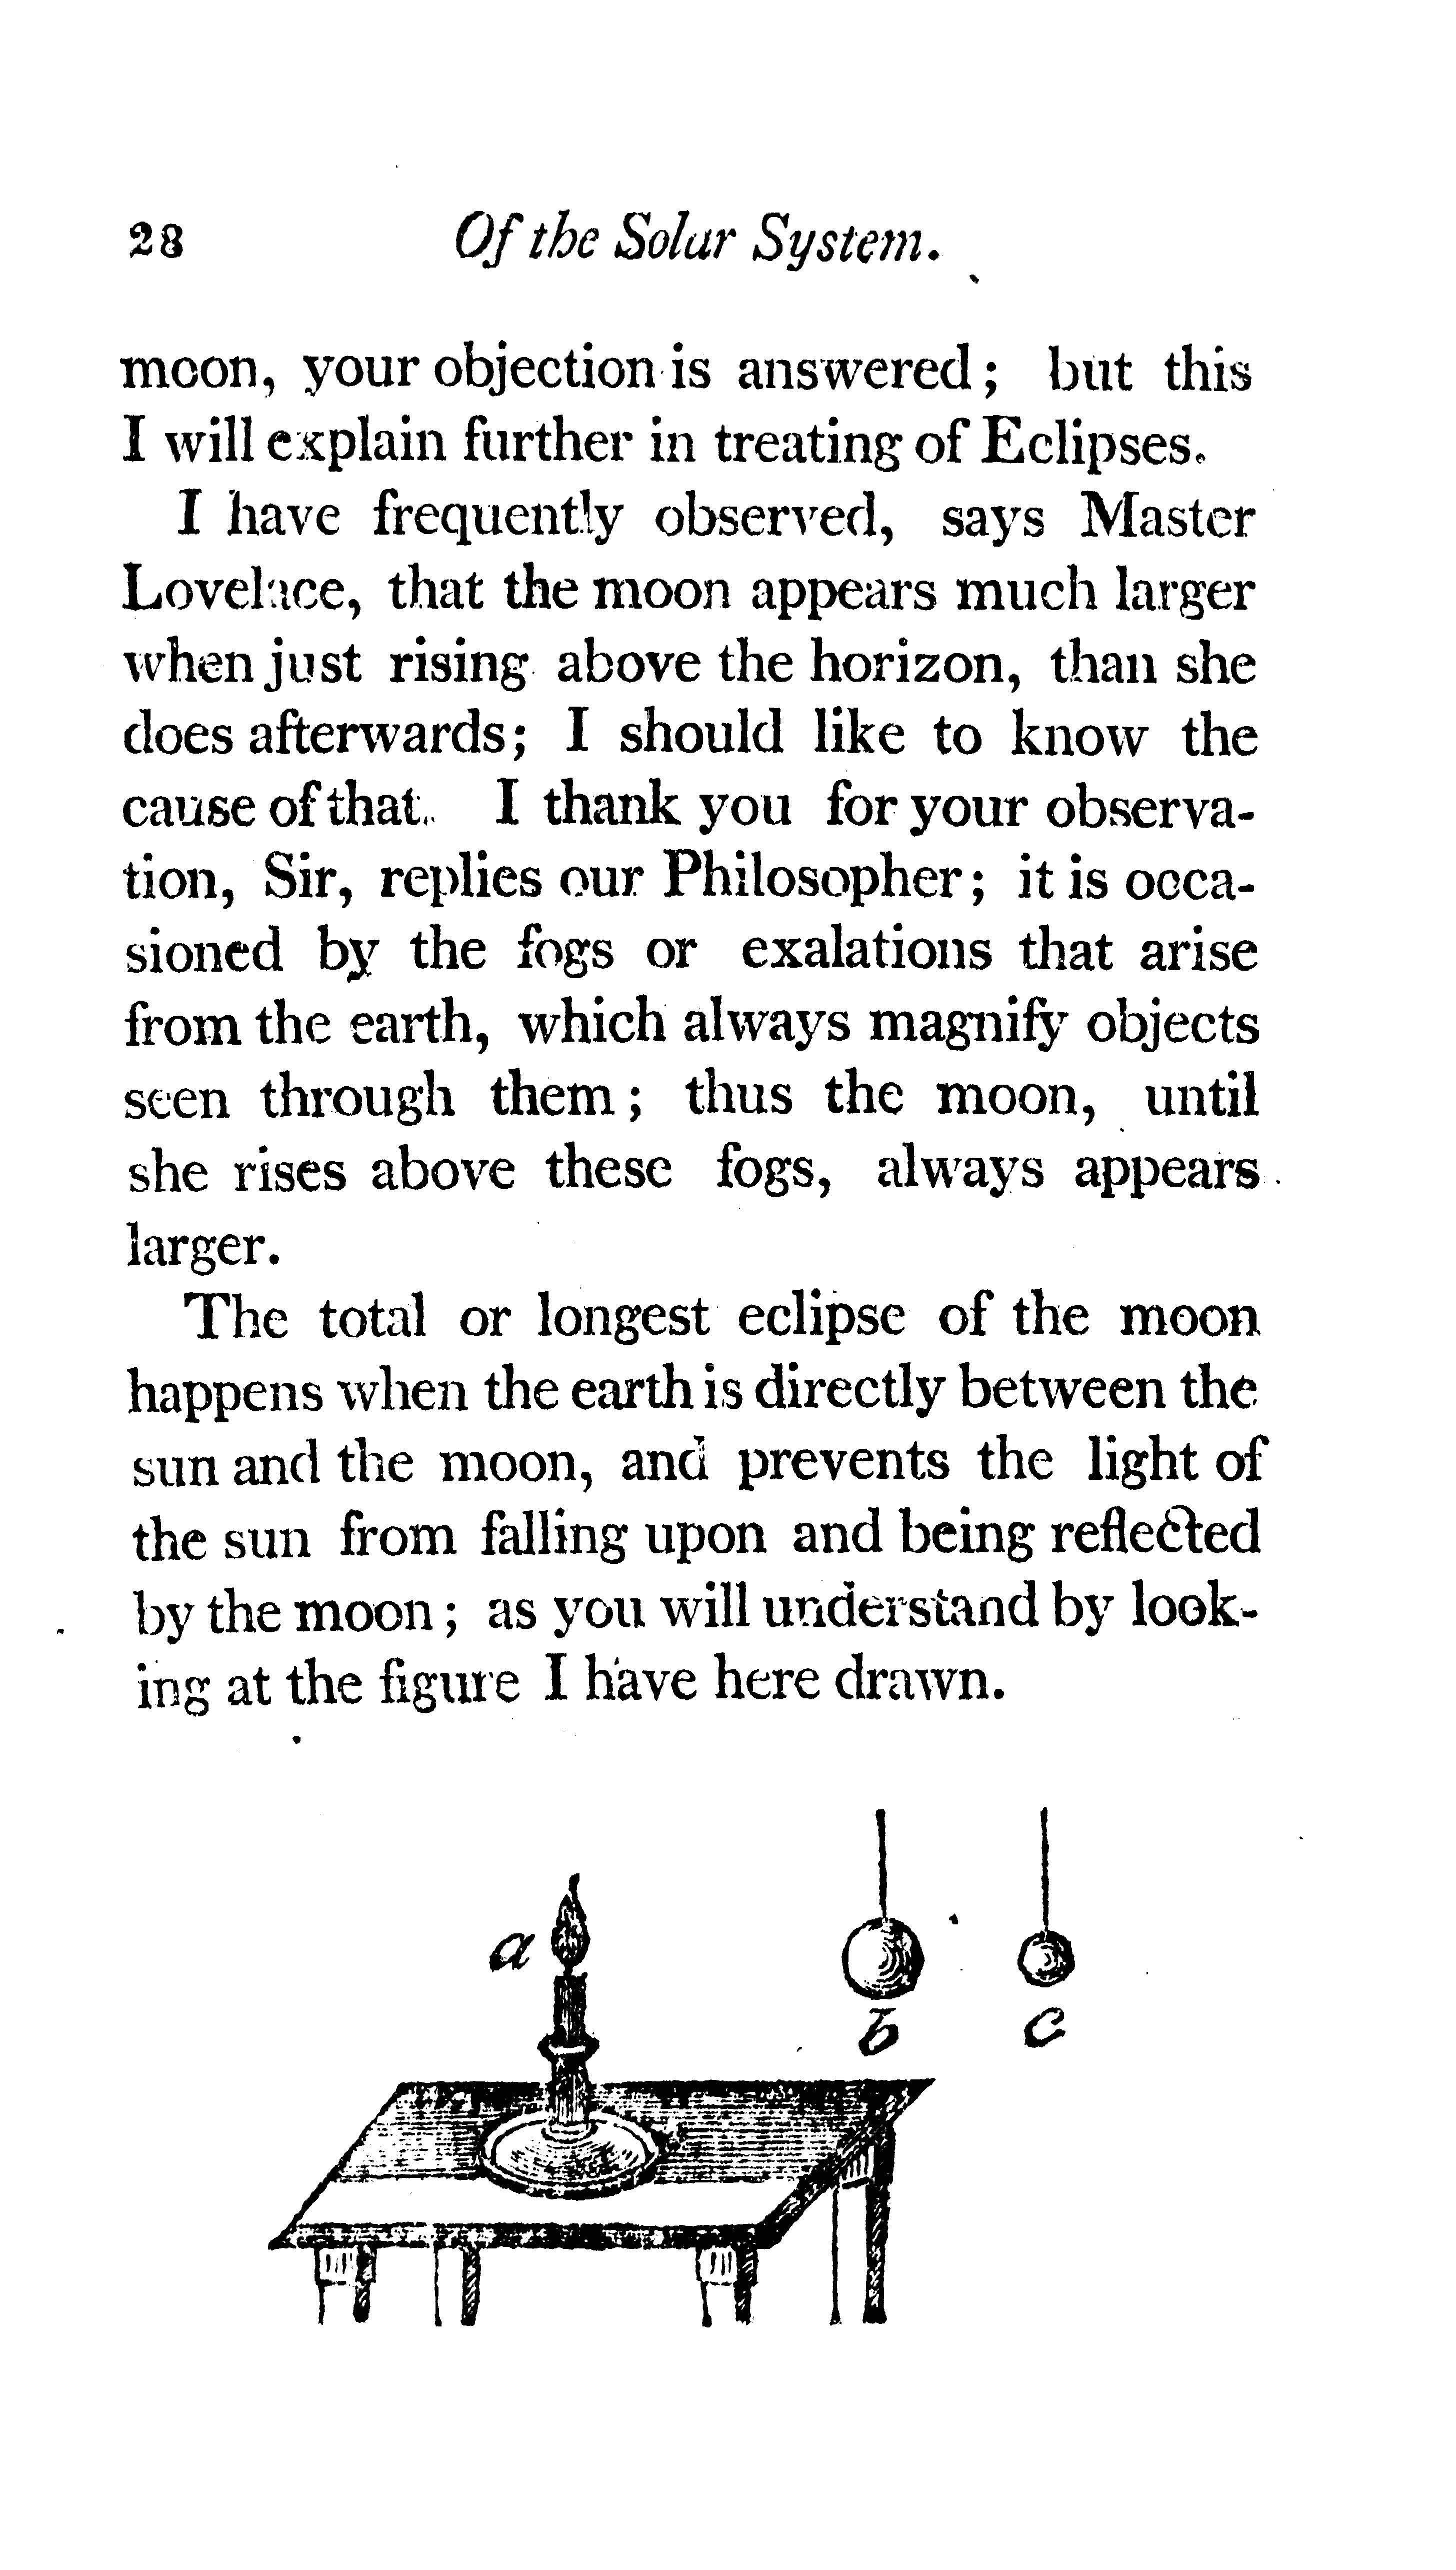 28 Of the Solar System.
moon, your objection is answered; but this
I will explain further in treating of Eclipses.
I have frequently observed, says Master
Lovelace, that the moon appears much larger
when just rising above the horizon, than she
does afterwards; I should like to know the
cause of that. I thank you for your observa-
tion, Sir, replies our Philosopher; it is occa-
sioned by the fogs or exalations that arise
from the earth, which always magnify objects
seen through them; thus the moon, until
she rises above these fogs, always appears
larger.
The total or longest eclipse of the moon
happens when the earth is directly between the
sun and the moon, and prevents the light of
the sun from falling upon and being reflected
by the moon; as you will understand by look-
ing at the figure I have here drawn.
a
b
c